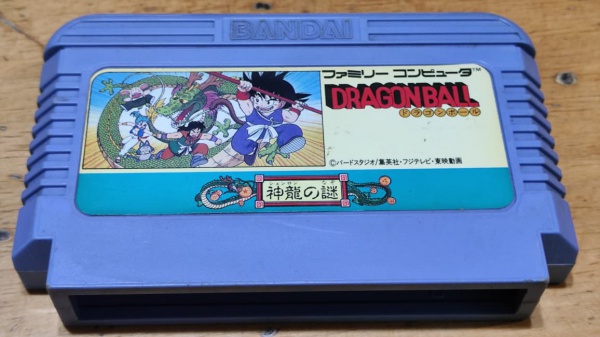 BANDAI
ファミリー コンピュータ™
DRAGON BALL
ドラゴンボール
©バードスタジオ/集英社・フジテレビ・東映動画
神龍の謎